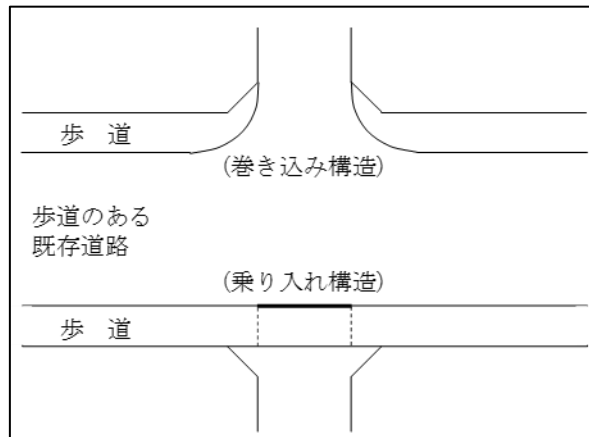 歩 道
(巻き込み構造)
歩道のある
既存道路
(乗り入れ構造)
歩 道